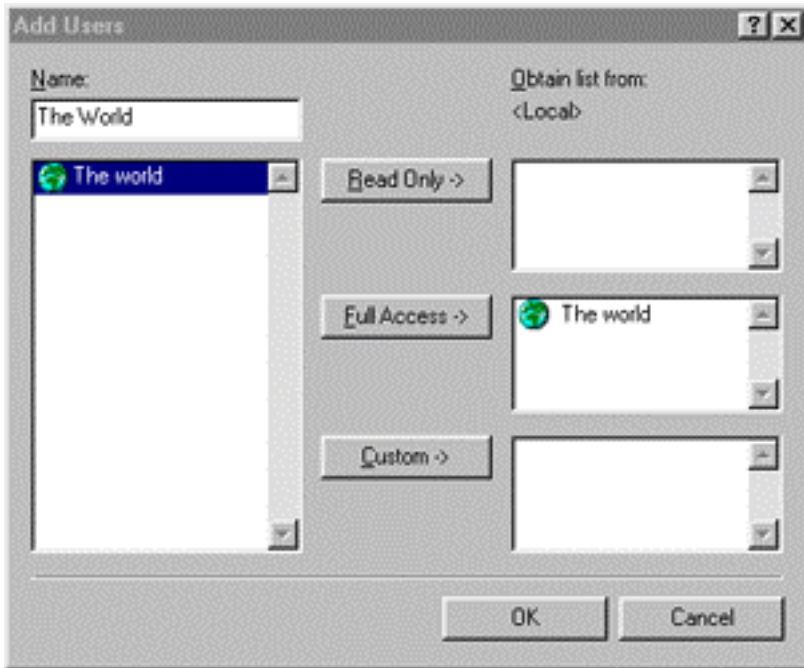 Add Users
Name:
Obtain list from:
The World
<Local>
The world
Read Only ->
Full Access ->
The world
Custom ->
OK
Cancel